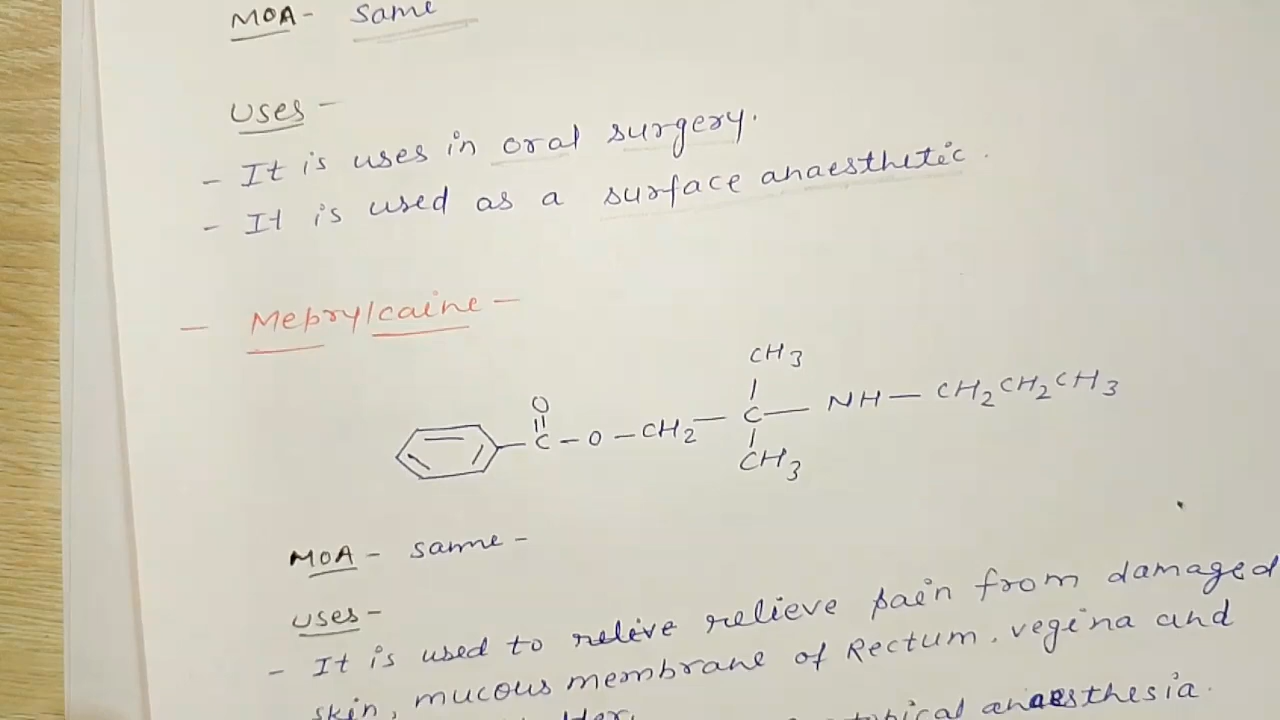 MOA - Same
Uses -
- It is uses in oral surgery.
- It is used as a surface anaesthetic.
- Meprylcaine -
CH3
O
C - O - CH2 - C - NH - CH2CH2CH3
CH3
MOA - same -
uses -
- It is used to relive relieve pain from damaged
skin, mucous membrane of Rectum, vegina and
anaesthesia.